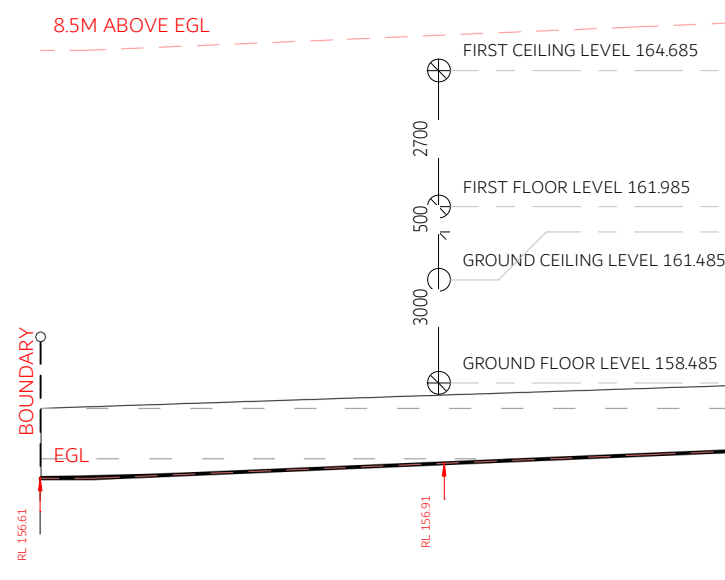 8.5M ABOVE EGL
FIRST CEILING LEVEL 164.685
2700
FIRST FLOOR LEVEL 161.985
500
GROUND CEILING LEVEL 161.485
3000
BOUNDARY
GROUND FLOOR LEVEL 158.485
EGL
RL 156.61
RL 156.91